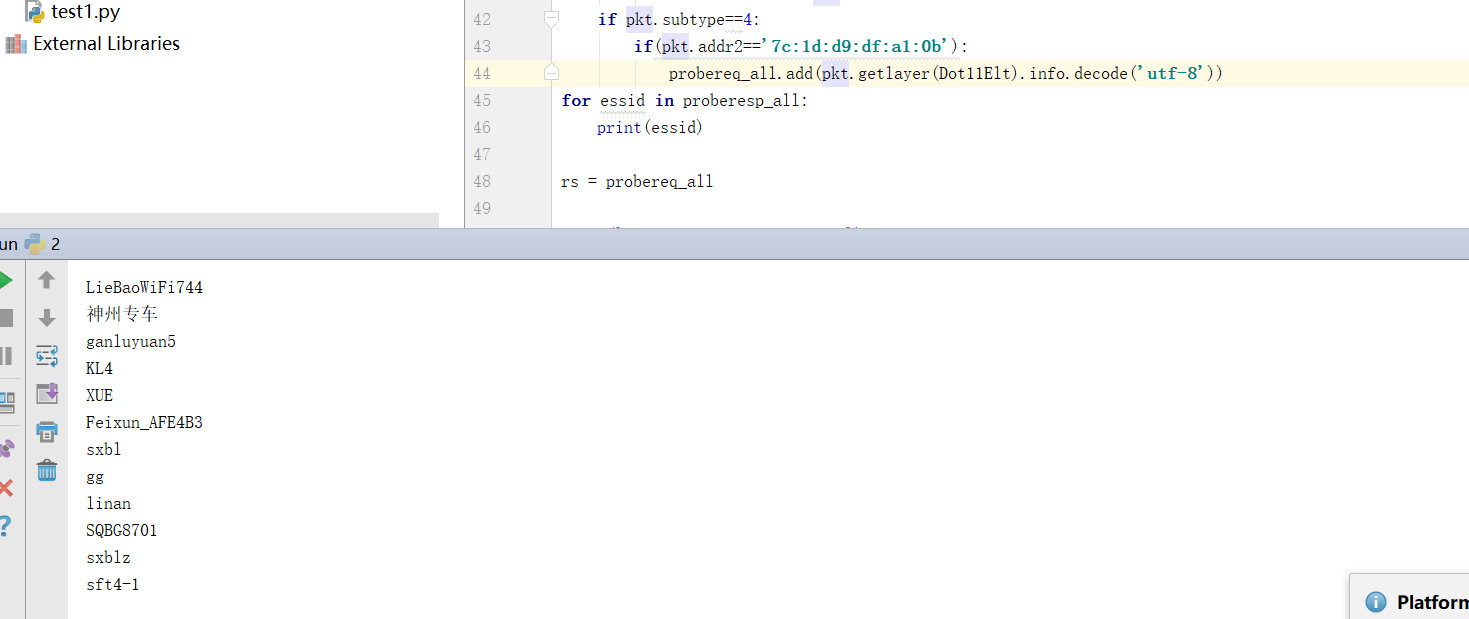 test1.py
External Libraries
42 if pkt.subtype==4:
43 if(pkt.addr2=='7c:1d:d9:df:a1:0b'):
44 probereq_all.add(pkt.getlayer(Dot11Elt).info.decode('utf-8'))
45 for essid in proberesp_all:
46 print(essid)
47
48 rs = probereq_all
49
un 2
LieBaoWiFi744
神州专车
ganluyuan5
KL4
XUE
Feixun_AFE4B3
sxbl
gg
linan
SQBG8701
sxblz
sft4-1
Platform